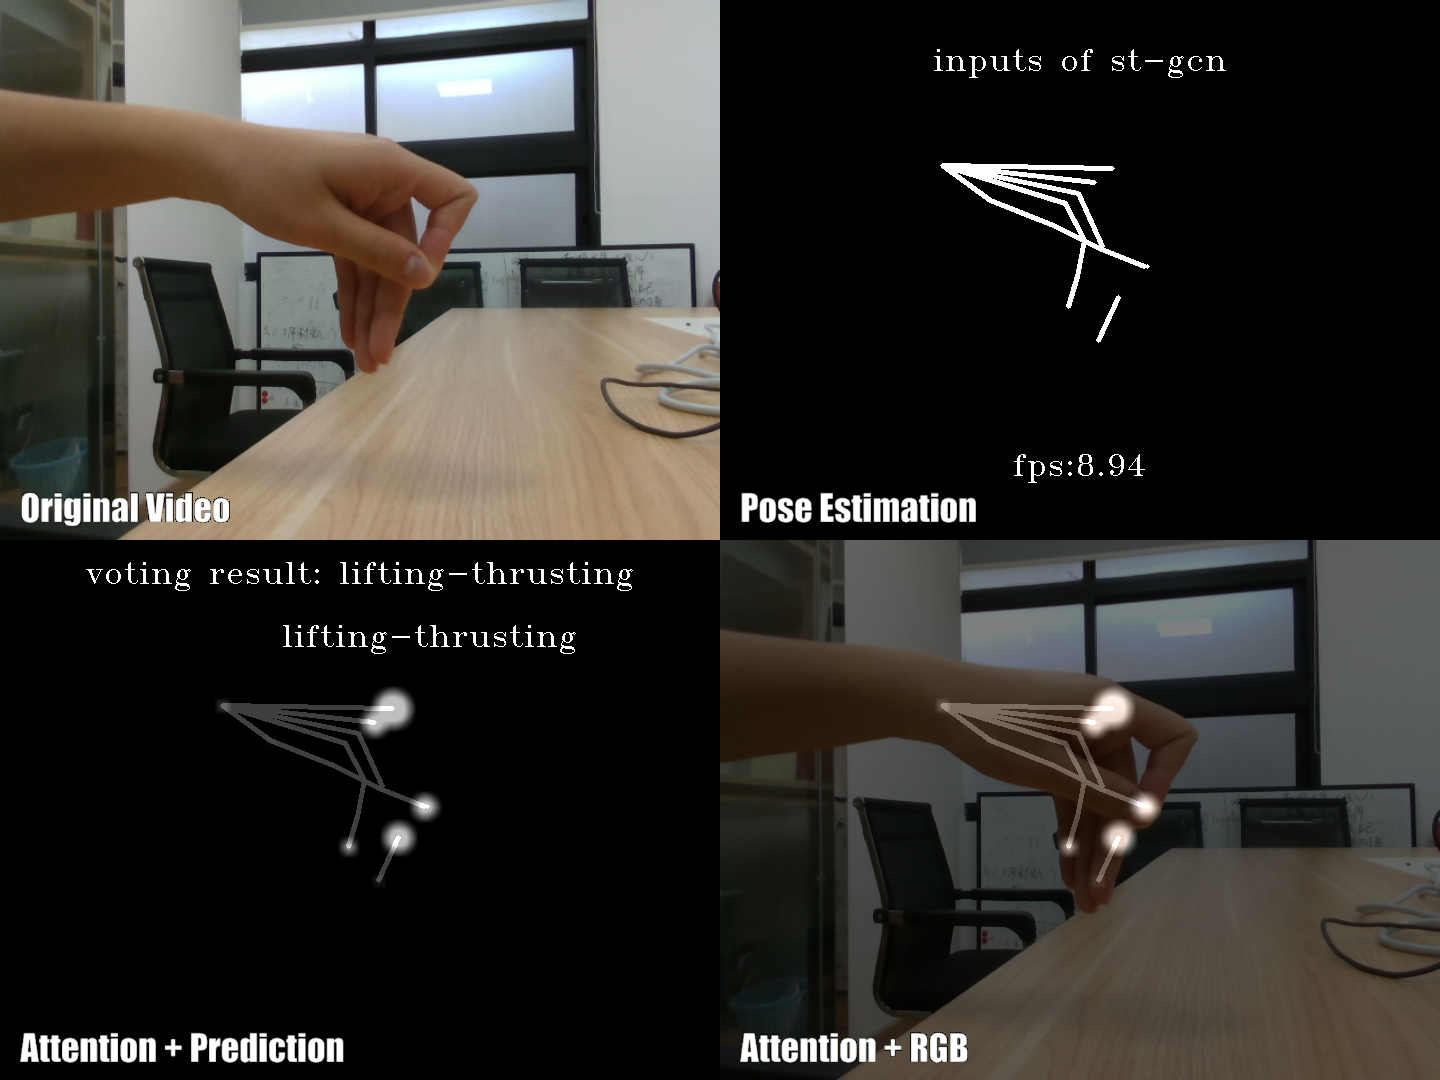 Original Video
inputs of st-gcn
fps:8.94
Pose Estimation
voting result: lifting-thrusting
lifting-thrusting
Attention + Prediction
Attention + RGB